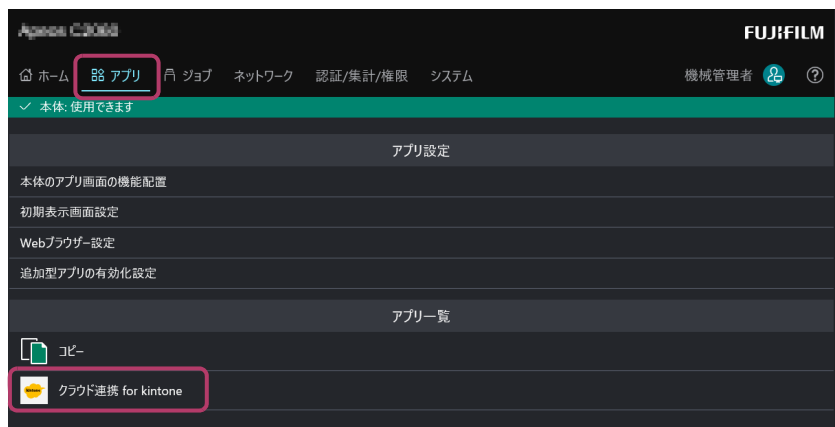 FUJIFILM
ホーム アプリ ジョブ ネットワーク 認証/集計/権限 システム 機械管理者 ?
本体: 使用できます
アプリ設定
本体のアプリ画面の機能配置
初期表示画面設定
Webブラウザー設定
追加型アプリの有効化設定
アプリ一覧
コピー
クラウド連携 for kintone